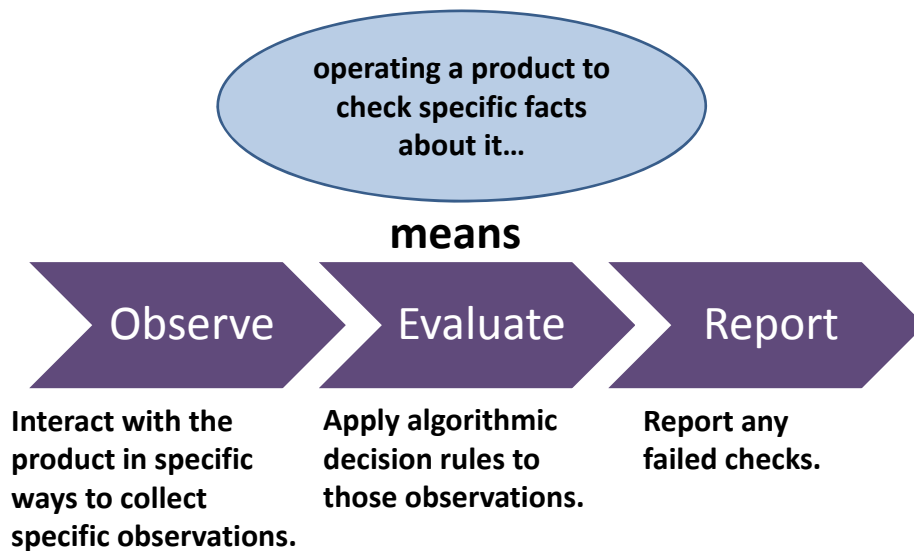 operating a product to
check specific facts
about it…
means
Observe
Evaluate
Report
Interact with the
product in specific
ways to collect
specific observations.
Apply algorithmic
decision rules to
those observations.
Report any
failed checks.